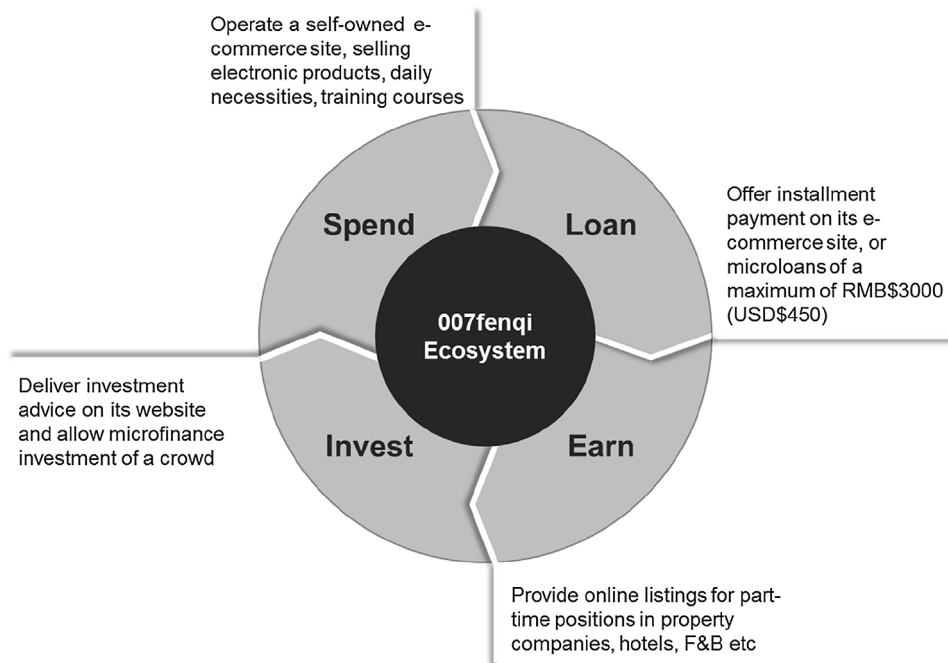 Operate a self-owned e-
commerce site, selling
electronic products, daily
necessities, training courses
Spend
Loan
Offer installment
payment on its e-
commerce site, or
microloans of a
maximum of RMB$3000
(USD$450)
007fenqi
Ecosystem
Deliver investment
advice on its website
and allow microfinance
investment of a crowd
Invest
Earn
Provide online listings for part-
time positions in property
companies, hotels, F&B etc